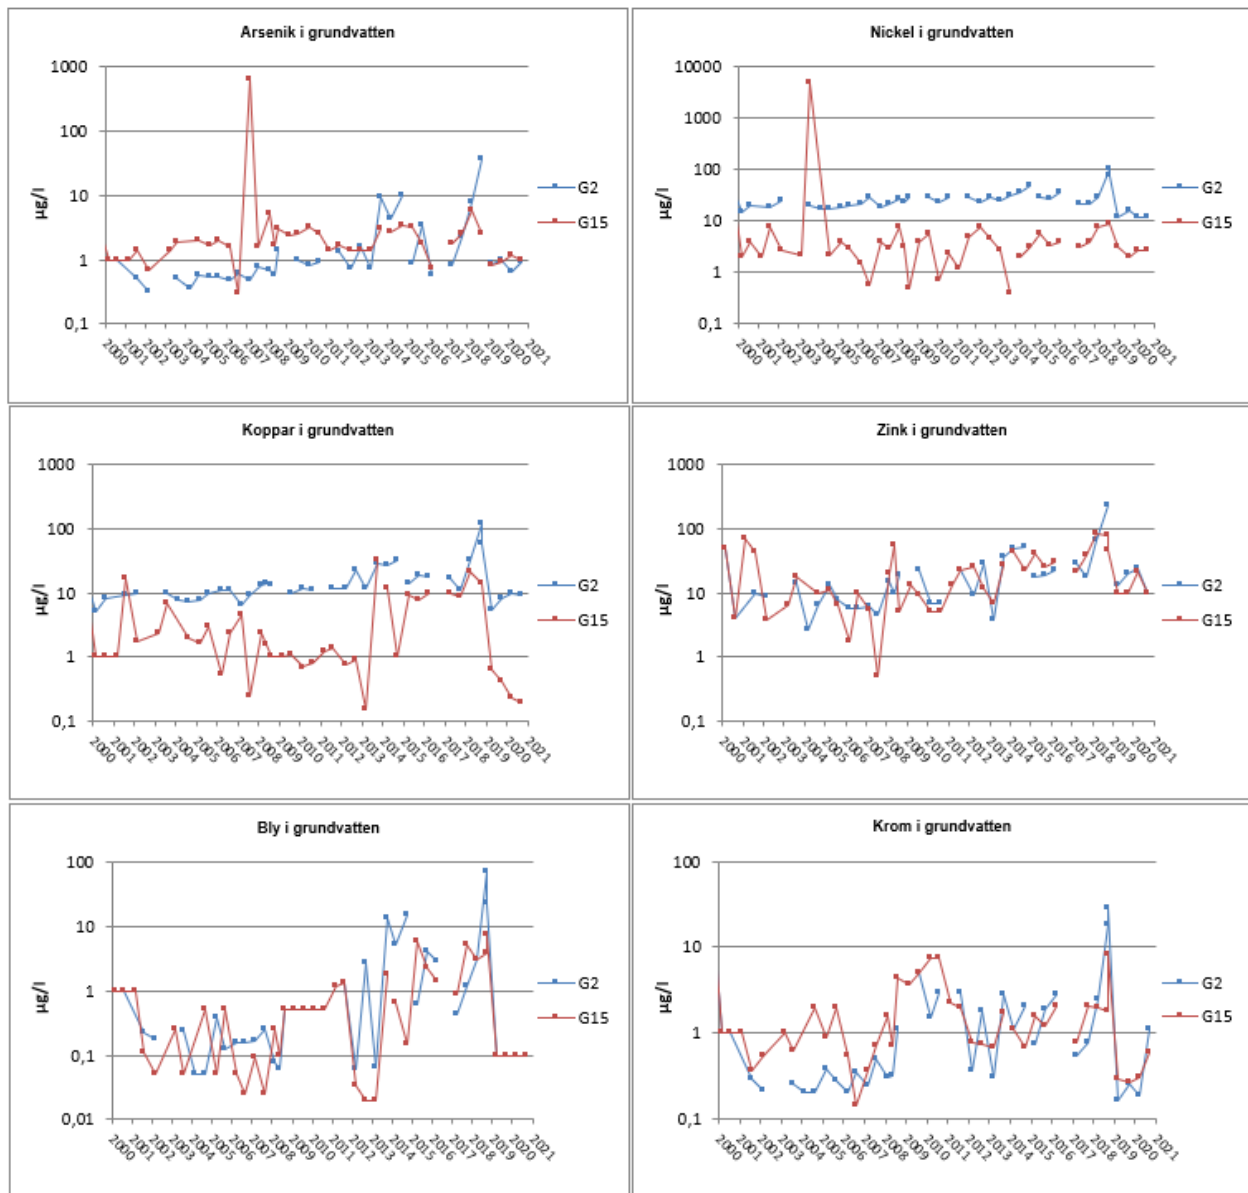 Arsenik i grundvatten
1000
100
10
1
0,1
µg/l
2000 2001 2002 2003 2004 2005 2006 2007 2008 2009 2010 2011 2012 2013 2014 2015 2016 2017 2018 2019 2020 2021
G2
G15
Nickel i grundvatten
10000
1000
100
10
1
0,1
µg/l
2000 2001 2002 2003 2004 2005 2006 2007 2008 2009 2010 2011 2012 2013 2014 2015 2016 2017 2018 2019 2020 2021
G2
G15
Koppar i grundvatten
1000
100
10
1
0,1
µg/l
2000 2001 2002 2003 2004 2005 2006 2007 2008 2009 2010 2011 2012 2013 2014 2015 2016 2017 2018 2019 2020 2021
G2
G15
Zink i grundvatten
1000
100
10
1
0,1
µg/l
2000 2001 2002 2003 2004 2005 2006 2007 2008 2009 2010 2011 2012 2013 2014 2015 2016 2017 2018 2019 2020 2021
G2
G15
Bly i grundvatten
100
10
1
0,1
0,01
µg/l
2000 2001 2002 2003 2004 2005 2006 2007 2008 2009 2010 2011 2012 2013 2014 2015 2016 2017 2018 2019 2020 2021
G2
G15
Krom i grundvatten
100
10
1
0,1
µg/l
2000 2001 2002 2003 2004 2005 2006 2007 2008 2009 2010 2011 2012 2013 2014 2015 2016 2017 2018 2019 2020 2021
G2
G15